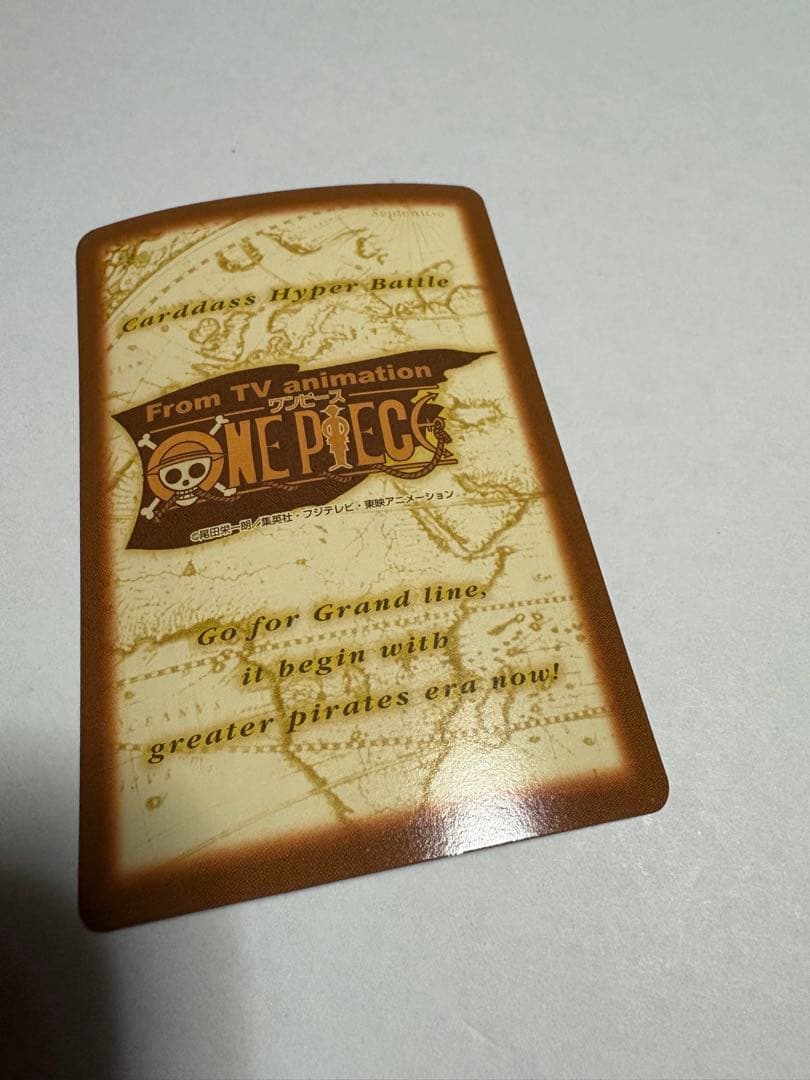 Carddass Hyper Battle
From TV animation
ワンピース
ONE PIECE
©尾田栄一郎/集英社・フジテレビ・東映アニメーション
Go for Grand line,
it begin with
greater pirates era now!